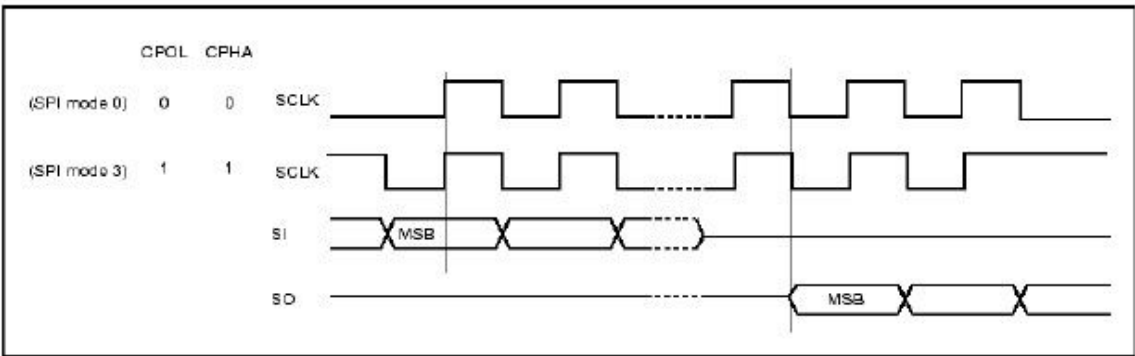 CPOL CPHA
(SPI mode 0) 0 0 SCLK
(SPI mode 3) 1 1 SCLK
SI MSB
SO MSB